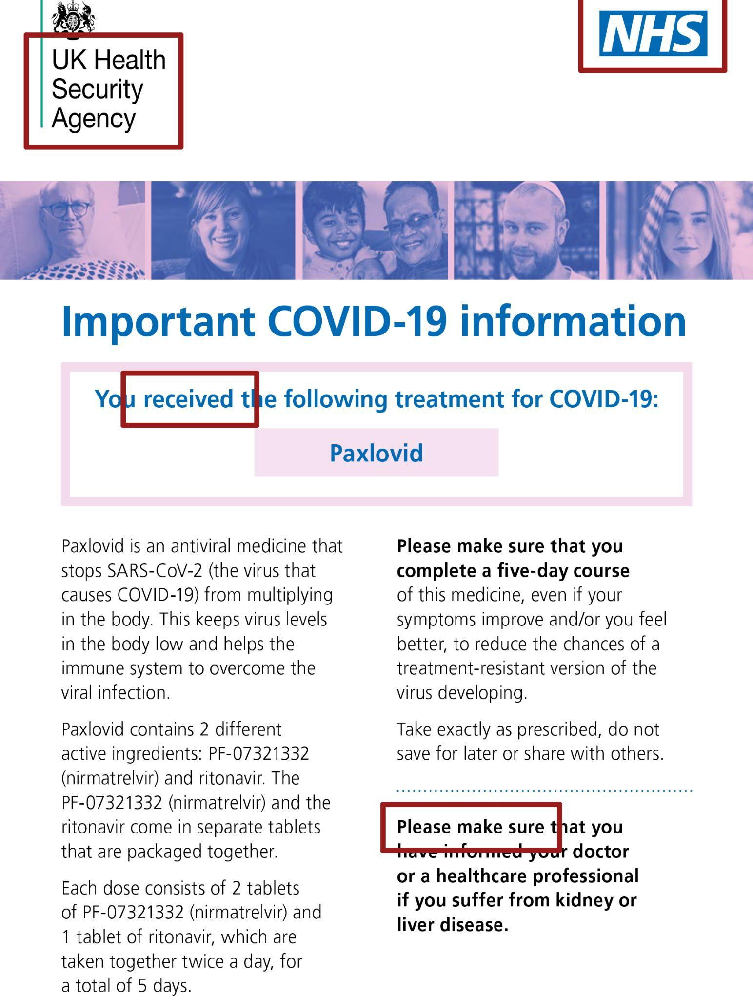 UK Health
Security
Agency
NHS
Important COVID-19 information
You received the following treatment for COVID-19:
Paxlovid
Paxlovid is an antiviral medicine that
stops SARS-CoV-2 (the virus that
causes COVID-19) from multiplying
in the body. This keeps virus levels
in the body low and helps the
immune system to overcome the
viral infection.
Paxlovid contains 2 different
active ingredients: PF-07321332
(nirmatrelvir) and ritonavir. The
PF-07321332 (nirmatrelvir) and the
ritonavir come in separate tablets
that are packaged together.
Each dose consists of 2 tablets
of PF-07321332 (nirmatrelvir) and
1 tablet of ritonavir, which are
taken together twice a day, for
a total of 5 days.
Please make sure that you
complete a five-day course
of this medicine, even if your
symptoms improve and/or you feel
better, to reduce the chances of a
treatment-resistant version of the
virus developing.
Take exactly as prescribed, do not
save for later or share with others.
Please make sure that you
have informed your doctor
or a healthcare professional
if you suffer from kidney or
liver disease.